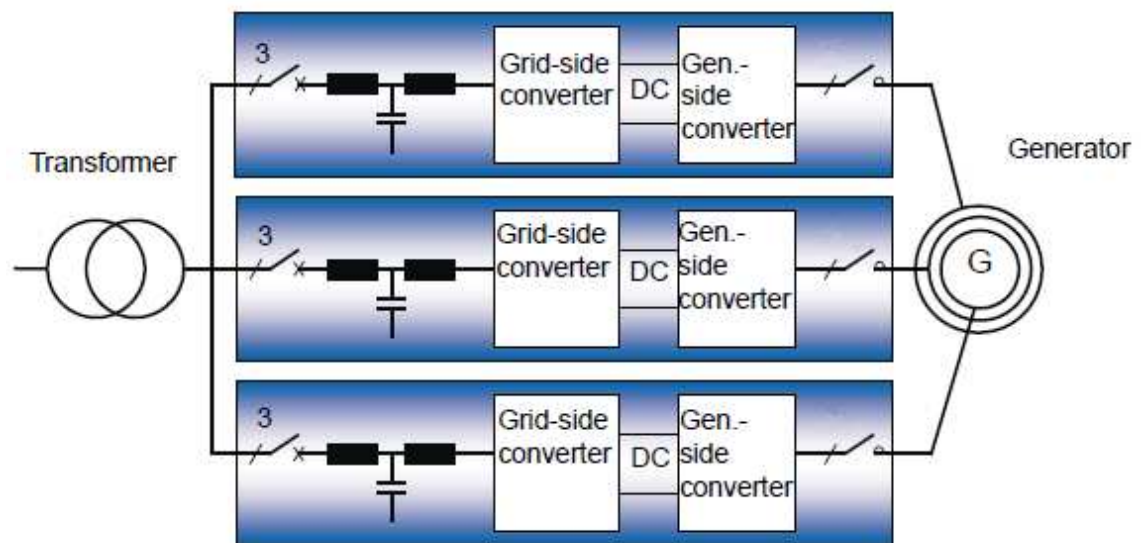 3
Grid-side
converter
DC
Gen.-
side
converter
Transformer
Generator
3
Grid-side
converter
DC
Gen.-
side
converter
G
3
Grid-side
converter
DC
Gen.-
side
converter